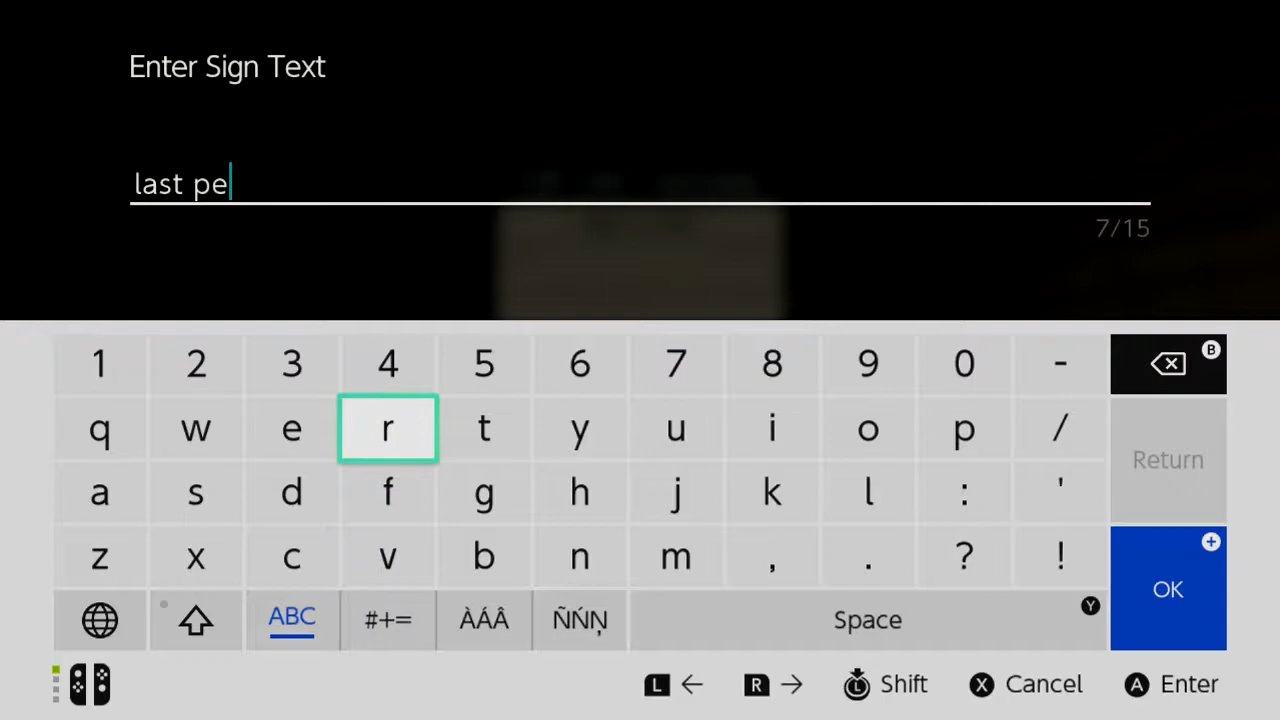 Enter Sign Text
last pe
7/15
1 2 3 4 5 6 7 8 9 0 - B
q w e r t y u i o p /
Return
a s d f g h j k l : '
z x c v b n m , . ? !
+
OK
ABC #+= ÀÁÂ ÑŃŅ Space Y
L ← R → L Shift X Cancel A Enter